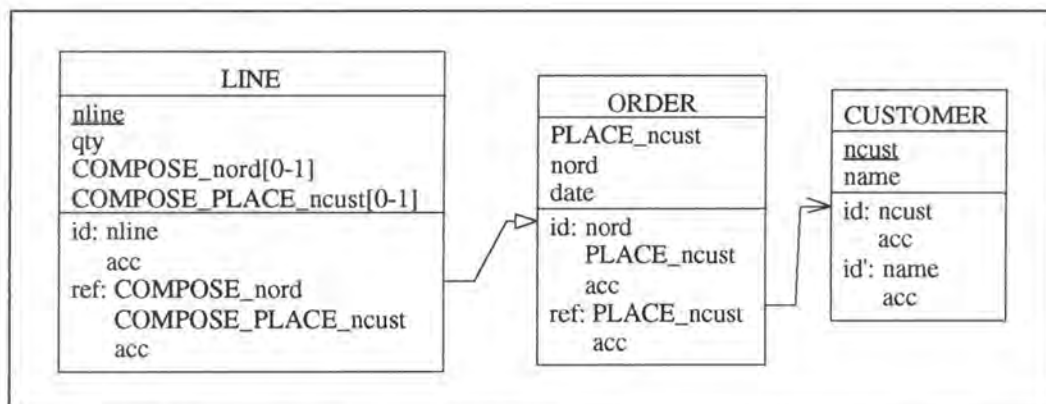 LINE
nline
qty
COMPOSE_nord[0-1]
COMPOSE_PLACE_ncust[0-1]
id: nline
acc
ref: COMPOSE_nord
COMPOSE_PLACE_ncust
acc
ORDER
PLACE_ncust
nord
date
id: nord
PLACE_ncust
acc
ref: PLACE_ncust
acc
CUSTOMER
ncust
name
id: ncust
acc
id': name
acc